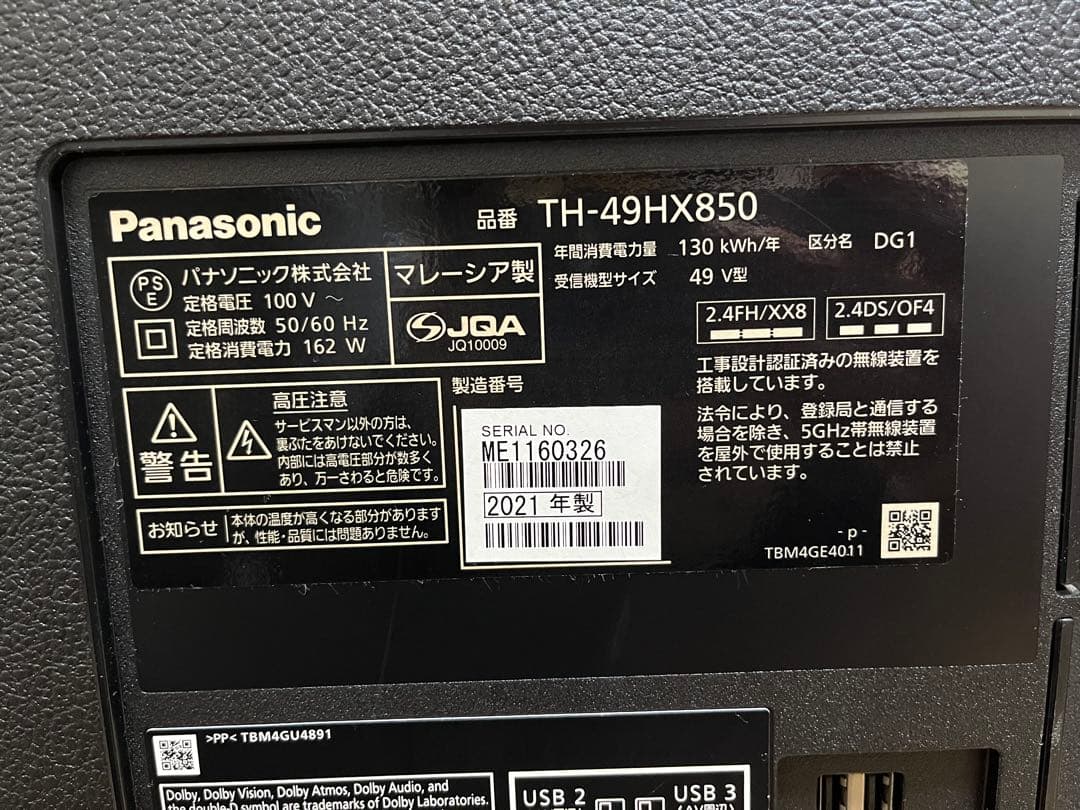 Panasonic
品番 TH-49HX850
年間消費電力量 130 kWh/年 区分名 DG1
受信機型サイズ 49 V型
PS
E
パナソニック株式会社
定格電圧 100 V ～
定格周波数 50/60 Hz
定格消費電力 162 W
マレーシア製
JQA
JQ10009
2.4FH/XX8
2.4DS/OF4
工事設計認証済みの無線装置を
搭載しています。
法令により、登録局と通信する
場合を除き、5GHz帯無線装置
を屋外で使用することは禁止
されています。
警告
高圧注意
サービスマン以外の方は、
裏ぶたをあけないでください。
内部には高電圧部分が数多く
あり、万一さわると危険です。
お知らせ
本体の温度が高くなる部分があります
が、性能・品質には問題ありません。
製造番号
SERIAL NO.
ME1160326
2021 年製
- p -
TBM4GE40.11
>PP< TBM4GU4891
Dolby, Dolby Vision, Dolby Atmos, Dolby Audio, and
the double-D symbol are trademarks of Dolby Laboratories.
USB 2
USB 3